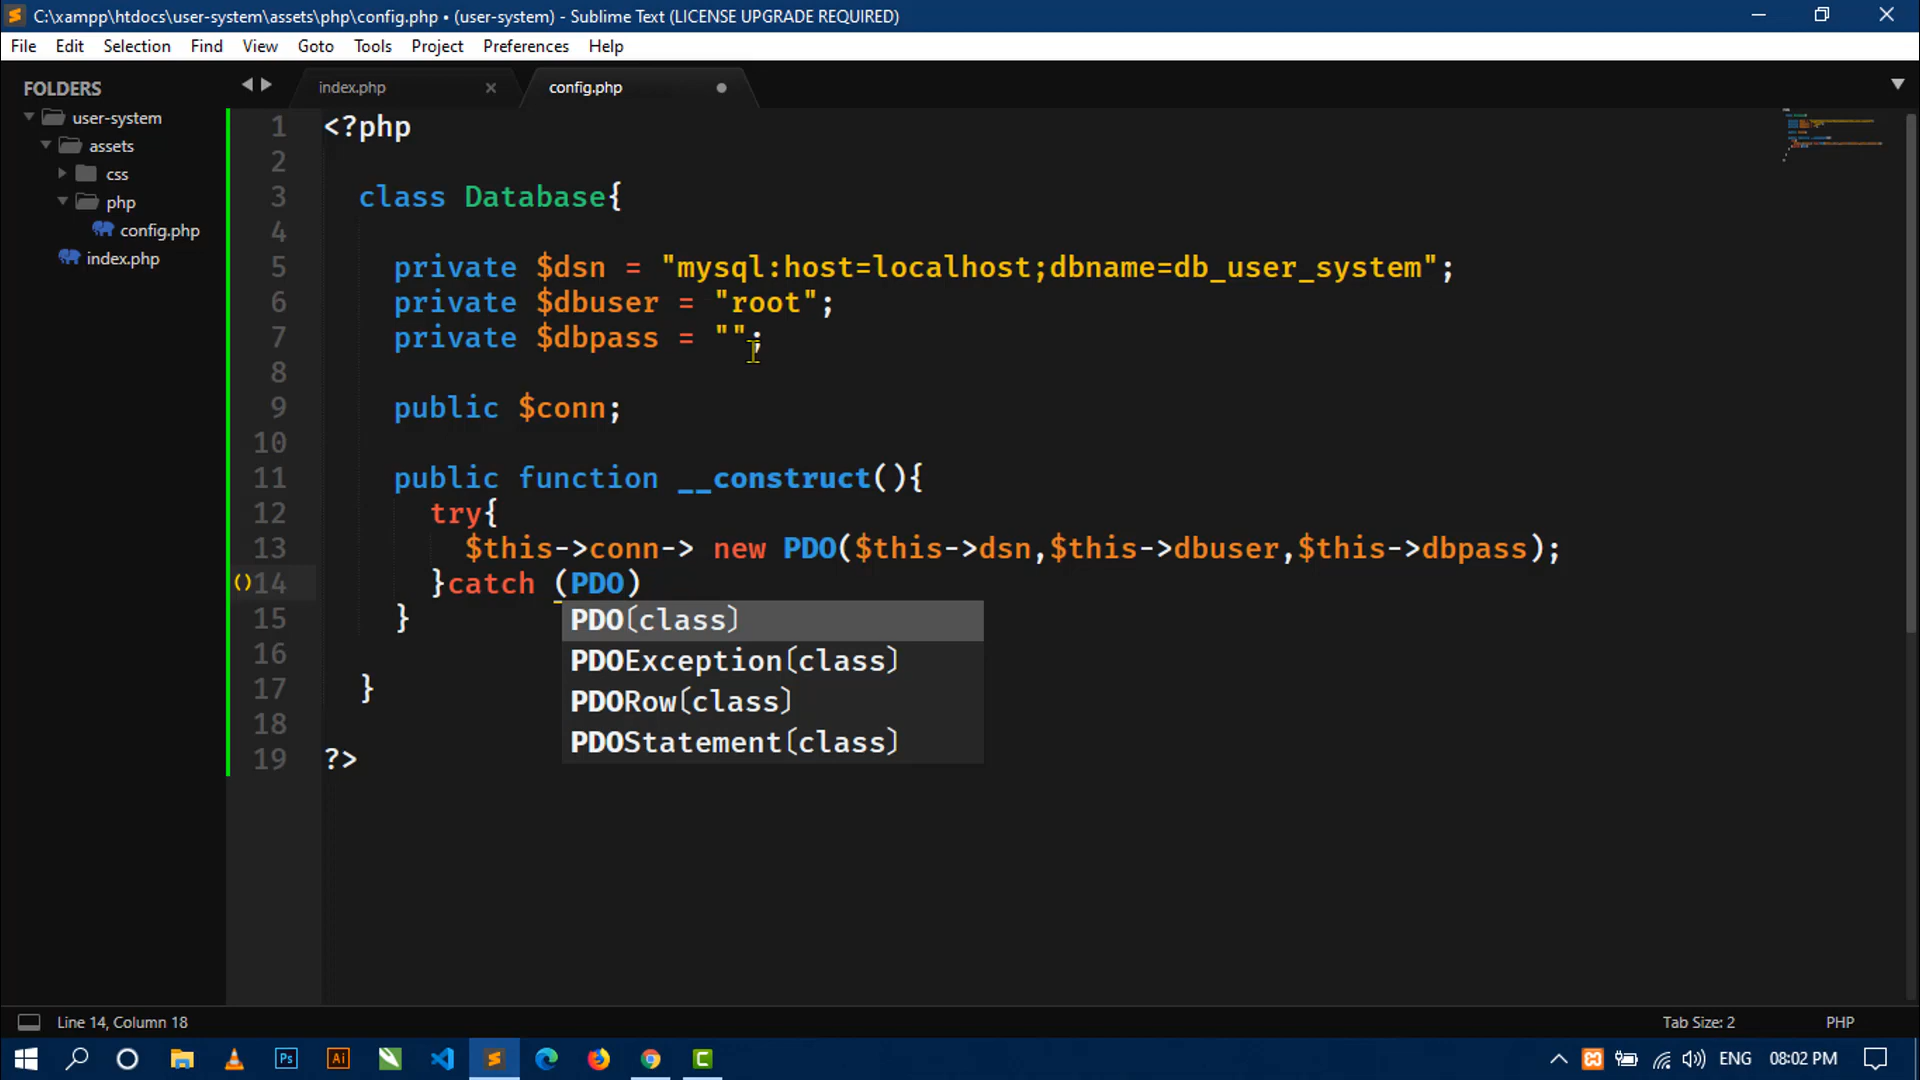 C:\xampp\htdocs\user-system\assets\php\config.php • (user-system) - Sublime Text (LICENSE UPGRADE REQUIRED)
File Edit Selection Find View Goto Tools Project Preferences Help
FOLDERS
user-system
assets
css
php
config.php
index.php
index.php × config.php
1 <?php
2
3 class Database{
4
5 private $dsn = "mysql:host=localhost;dbname=db_user_system";
6 private $dbuser = "root";
7 private $dbpass = "";
8
9 public $conn;
10
11 public function __construct(){
12 try{
13 $this->conn-> new PDO($this->dsn,$this->dbuser,$this->dbpass);
()14 }catch (PDO)
15 }
16
17 }
18
19 ?>
PDO(class)
PDOException(class)
PDORow(class)
PDOStatement(class)
Line 14, Column 18 Tab Size: 2 PHP
Ps Ai C ENG 08:02 PM